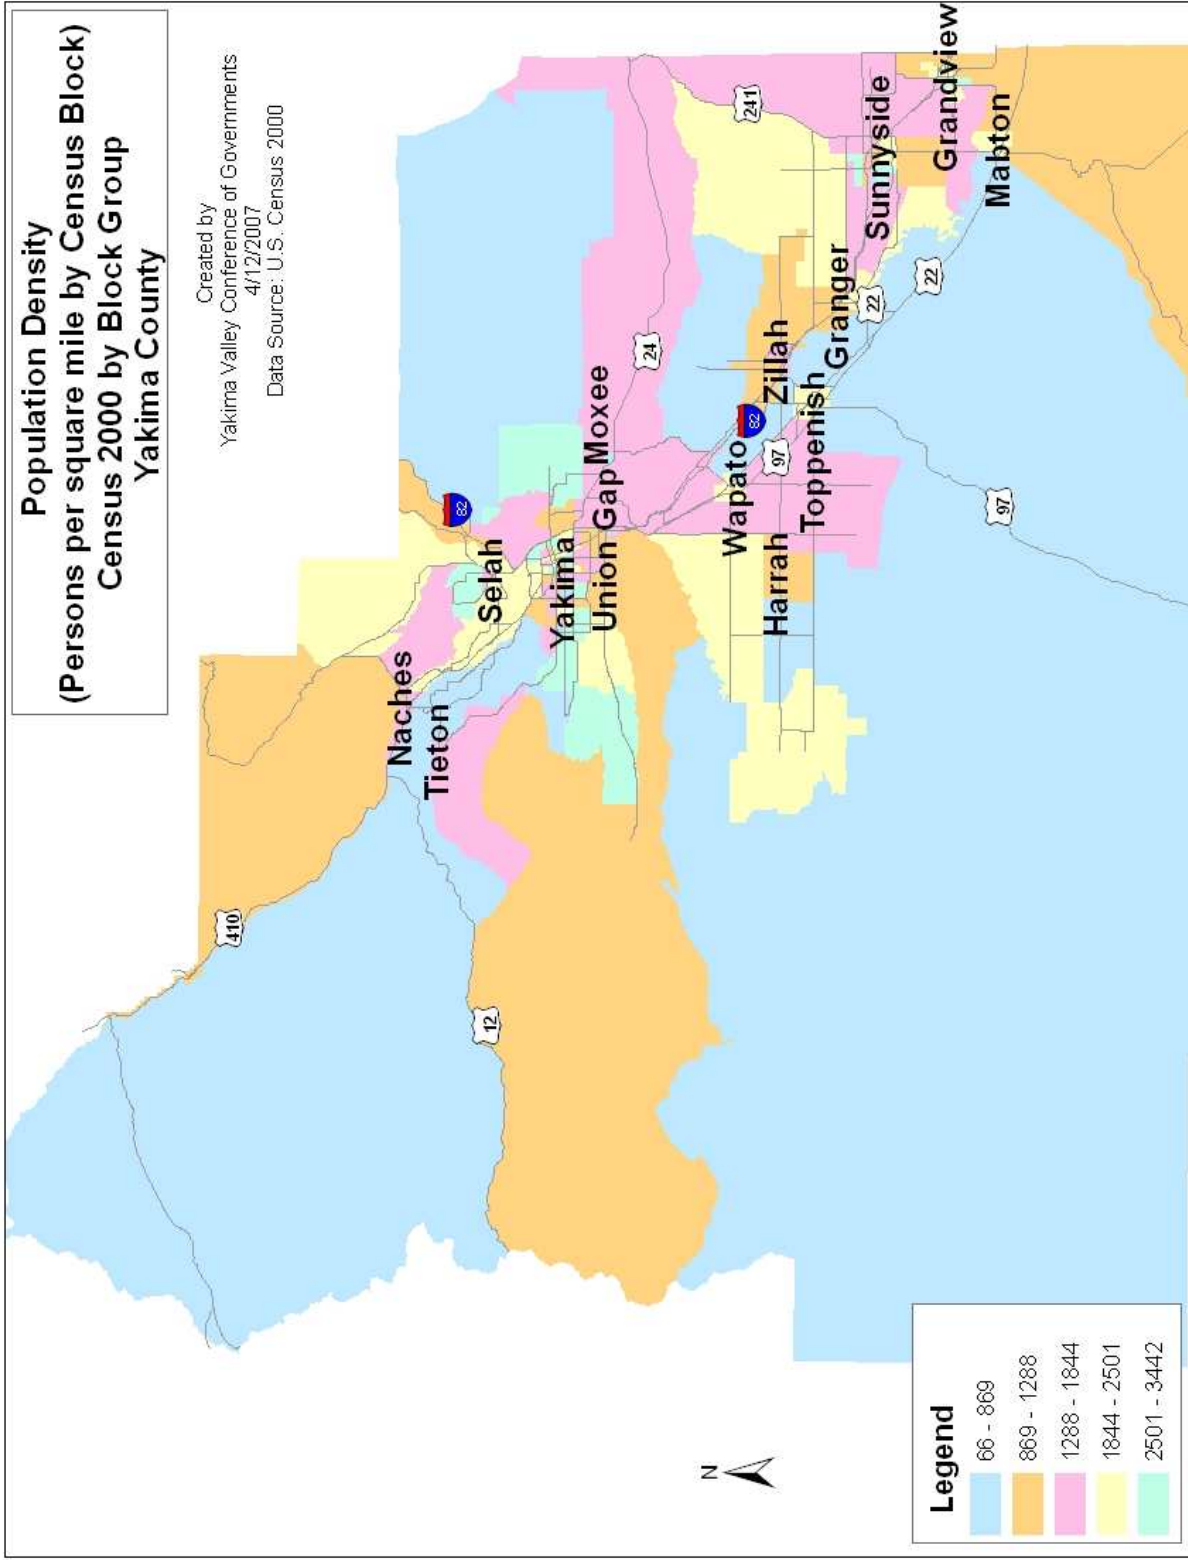 Population Density
(Persons per square mile by Census Block)
Census 2000 by Block Group
Yakima County
Created by
Yakima Valley Conference of Governments
4/12/2007
Data Source: U.S. Census 2000
410
82
12
Naches
Tieton
Selah
Yakima
Union Gap
Moxee
24
241
82
97
Wapato
Zillah
Harrah
Toppenish
Granger
22
Sunnyside
22
Grandview
Mabton
97
N
Legend
66 - 869
869 - 1288
1288 - 1844
1844 - 2501
2501 - 3442